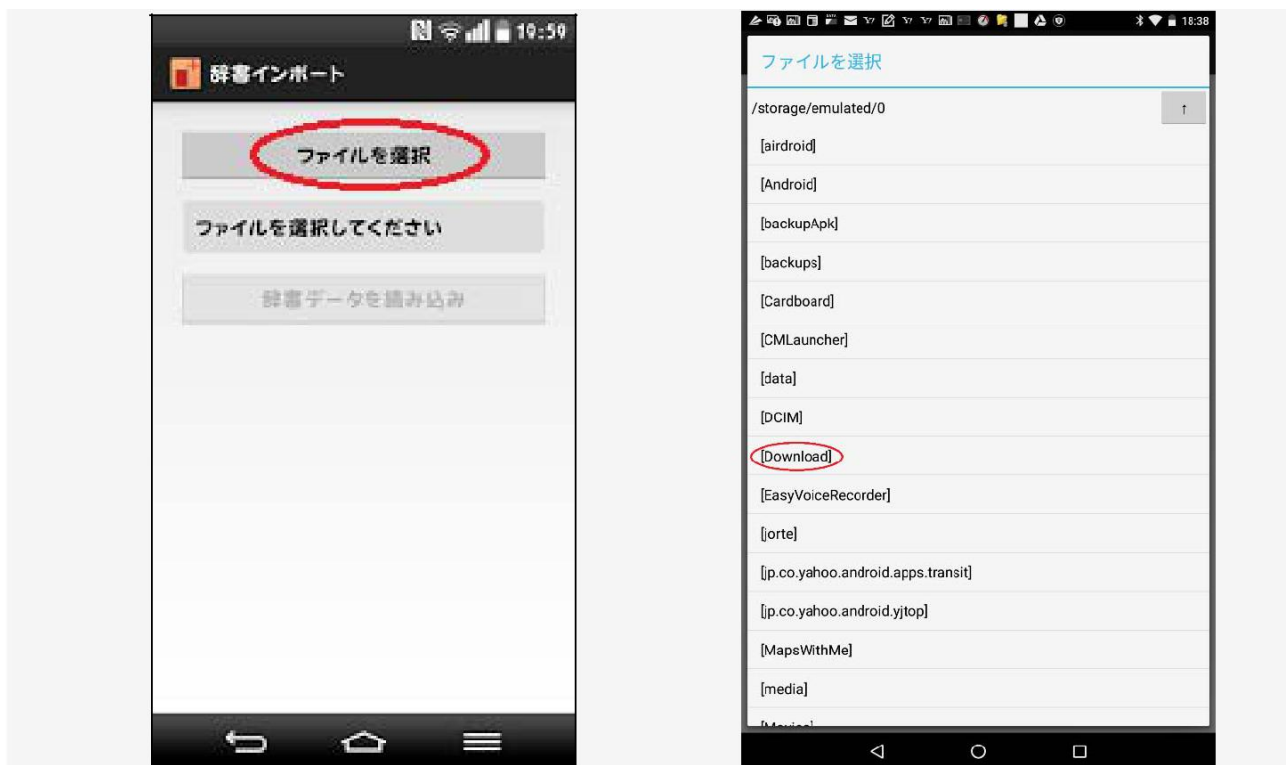 19:59
辞書インポート
ファイルを選択
ファイルを選択してください
辞書データを読み込み
18:38
ファイルを選択
/storage/emulated/0
↑
[airdroid]
[Android]
[backupApk]
[backups]
[Cardboard]
[CMLauncher]
[data]
[DCIM]
[Download]
[EasyVoiceRecorder]
[jorte]
[jp.co.yahoo.android.apps.transit]
[jp.co.yahoo.android.yjtop]
[MapsWithMe]
[media]